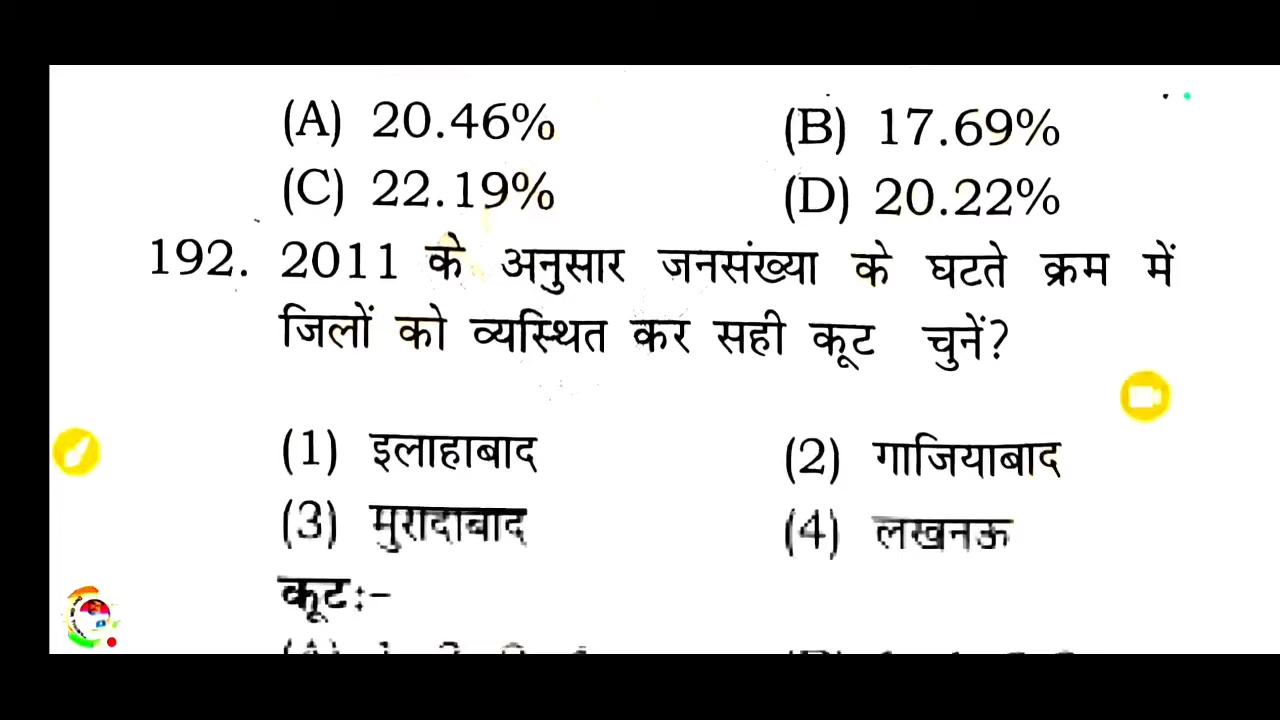 (A) 20.46% (B) 17.69%
(C) 22.19% (D) 20.22%
192. 2011 के अनुसार जनसंख्या के घटते क्रम में
जिलों को व्यस्थित कर सही कूट चुनें?
(1) इलाहाबाद (2) गाजियाबाद
(3) मुरादाबाद (4) लखनऊ
कूटः-